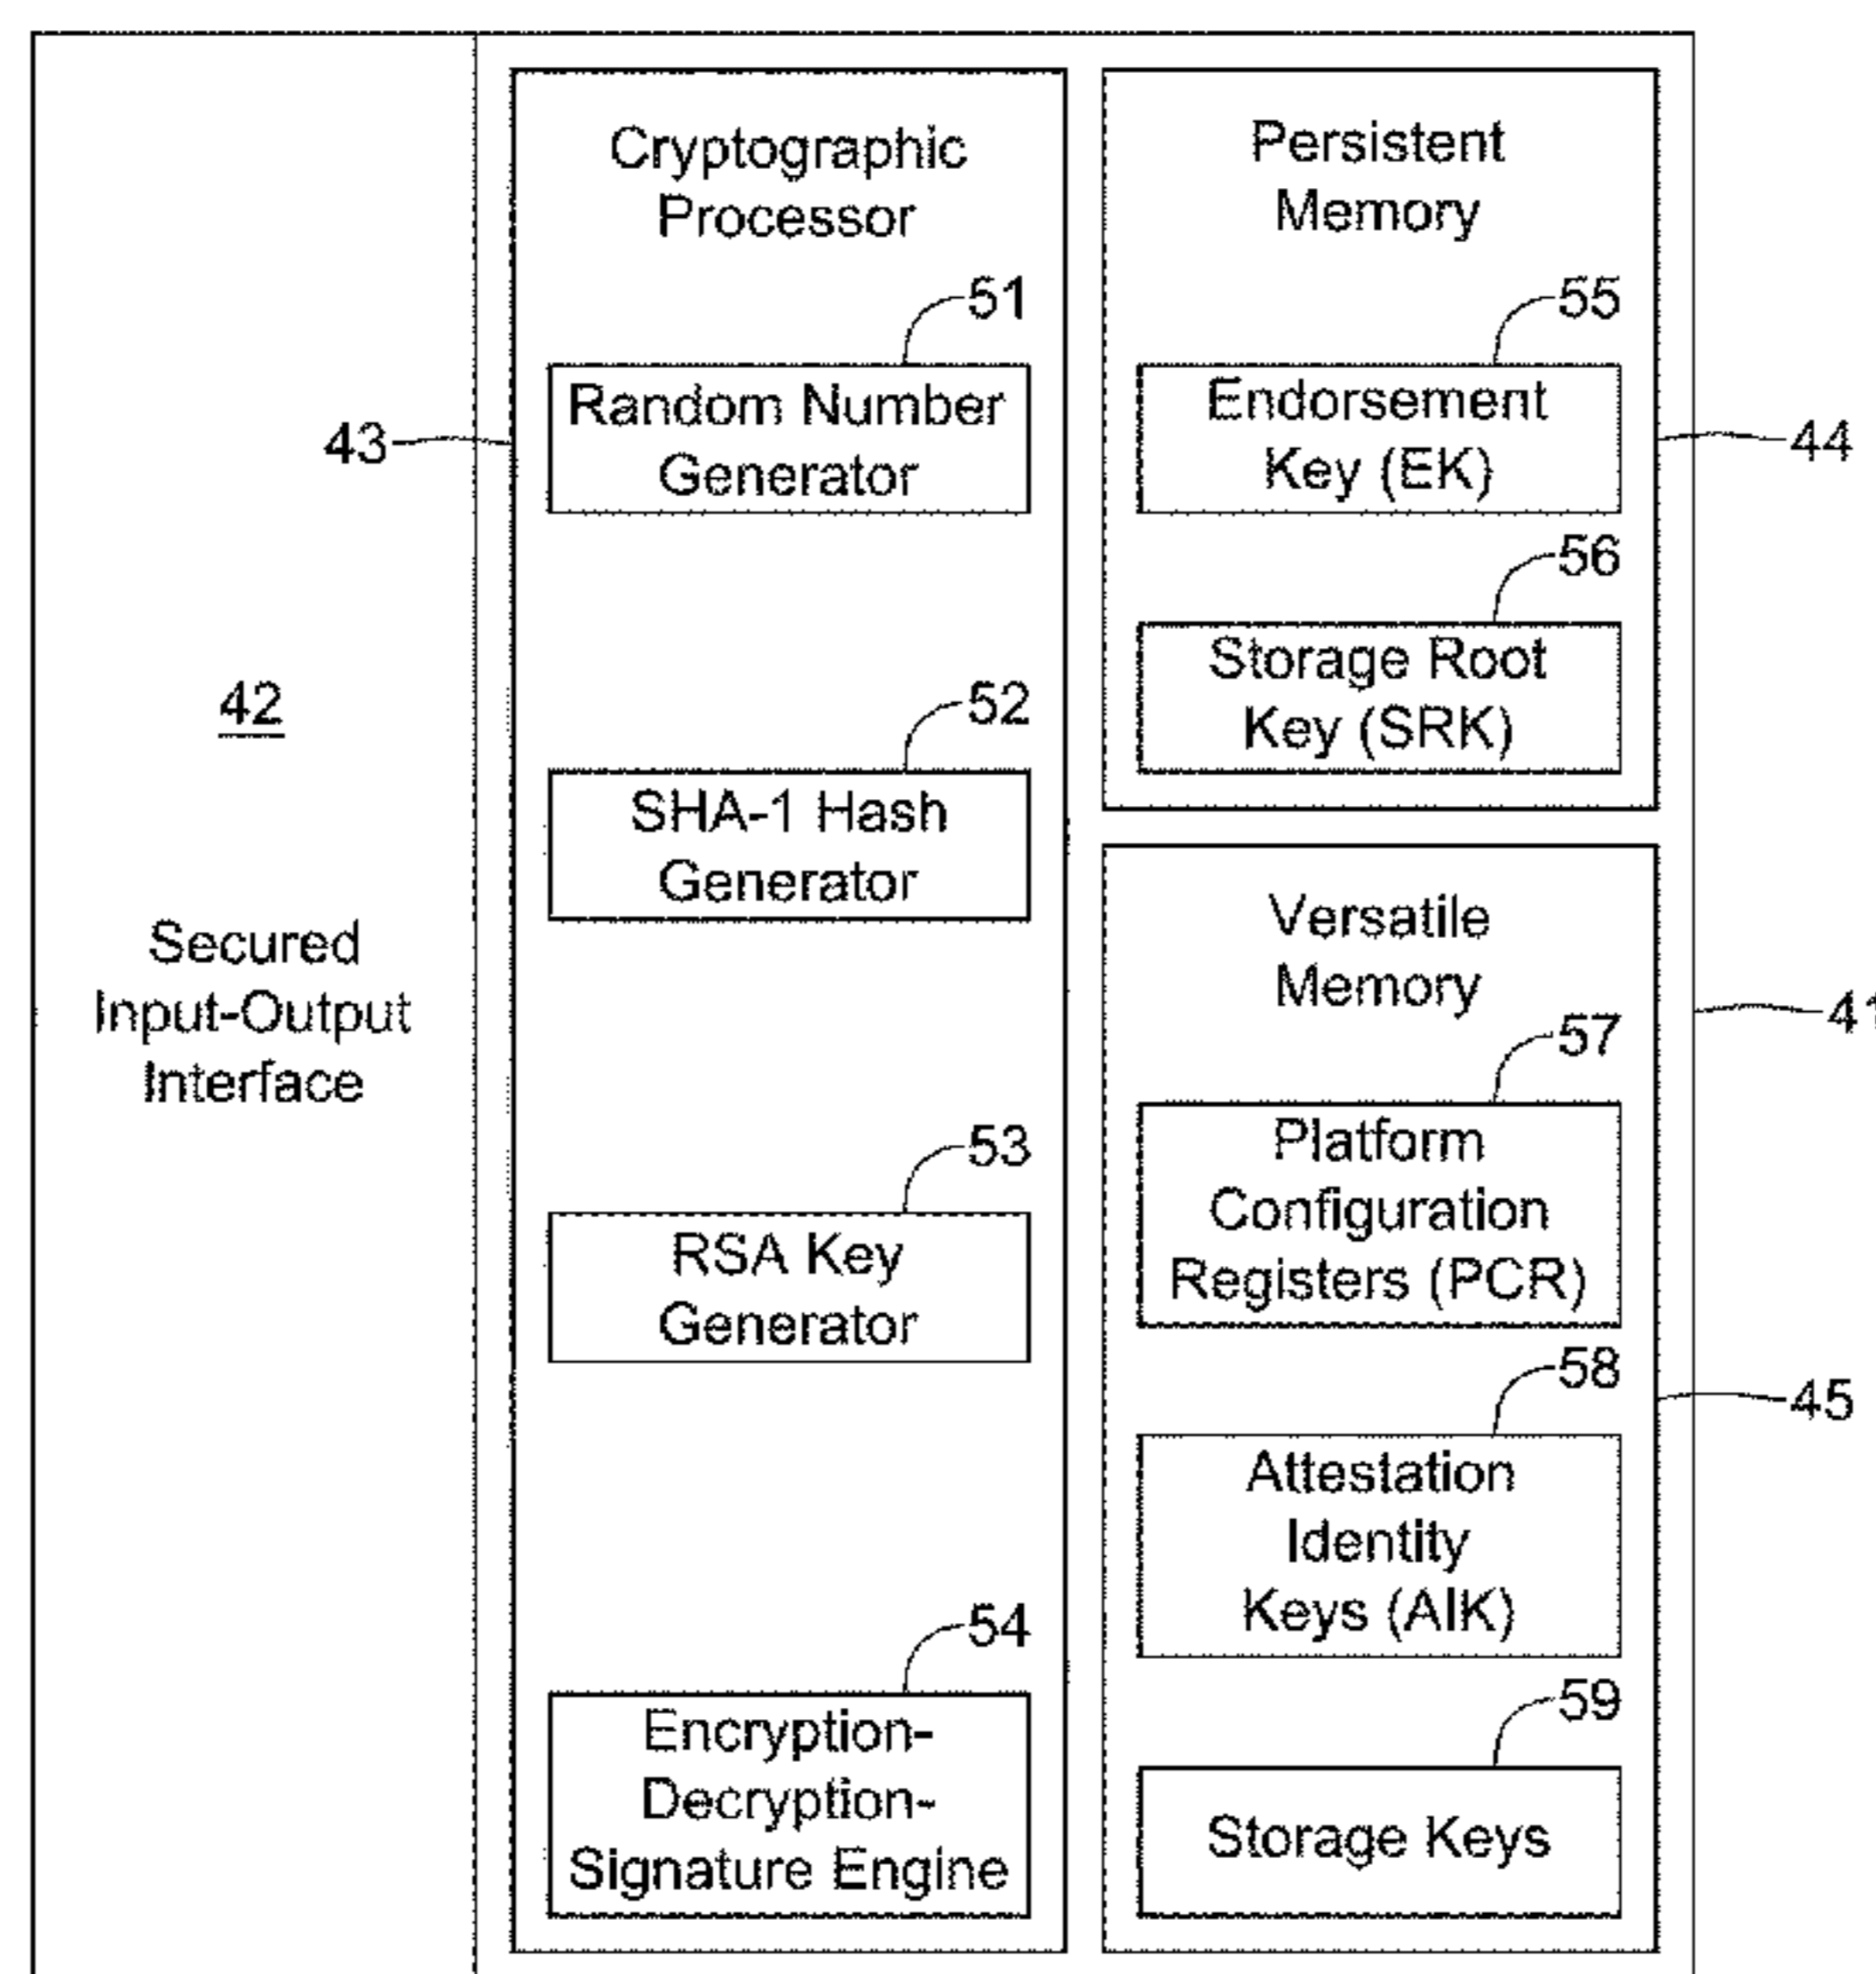 42
Secured
Input-Output
Interface
43
Cryptographic
Processor
51
Random Number
Generator
52
SHA-1 Hash
Generator
53
RSA Key
Generator
54
Encryption-
Decryption-
Signature Engine
Persistent
Memory
55
Endorsement
Key (EK)
56
Storage Root
Key (SRK)
44
Versatile
Memory
57
Platform
Configuration
Registers (PCR)
58
Attestation
Identity
Keys (AIK)
59
Storage Keys
41
45